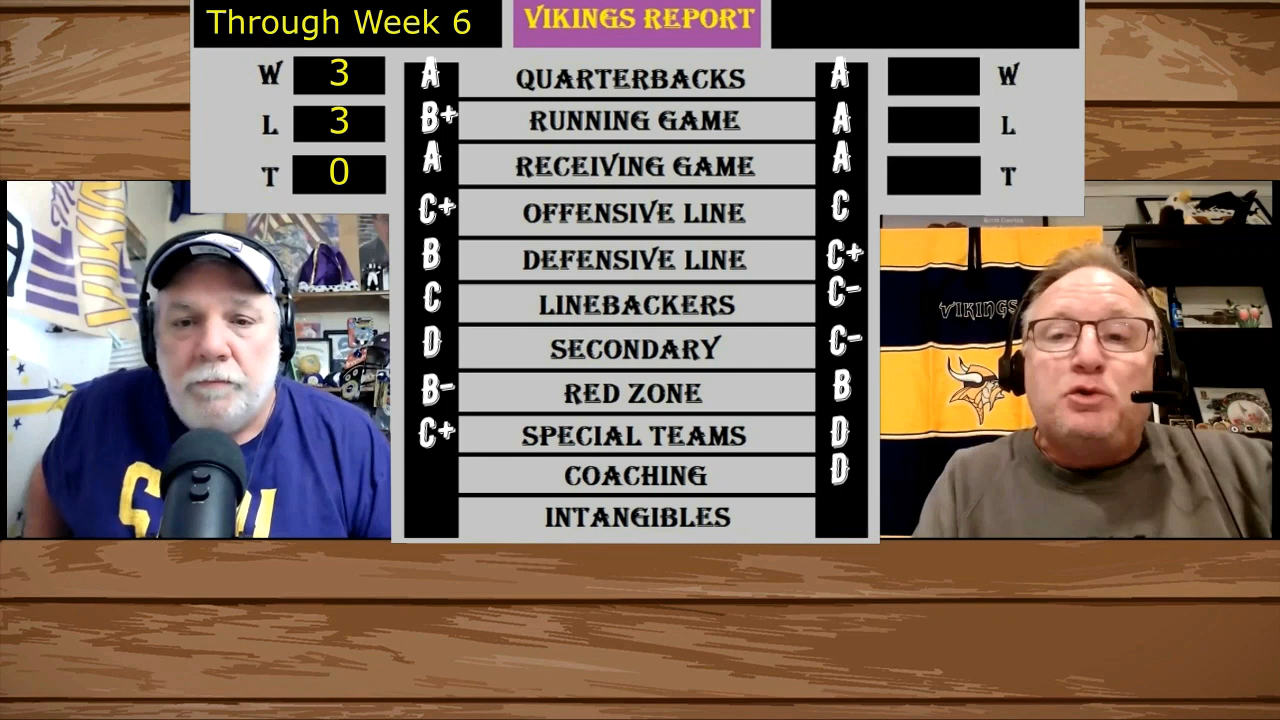 Through Week 6
VIKINGS REPORT
W 3
L 3
T 0
W
L
T
A QUARTERBACKS A
B+ RUNNING GAME A
A RECEIVING GAME A
C+ OFFENSIVE LINE C
B DEFENSIVE LINE C+
C LINEBACKERS C-
D SECONDARY C-
B- RED ZONE B
C+ SPECIAL TEAMS D
COACHING D
INTANGIBLES
VIKINGS
VIKINGS